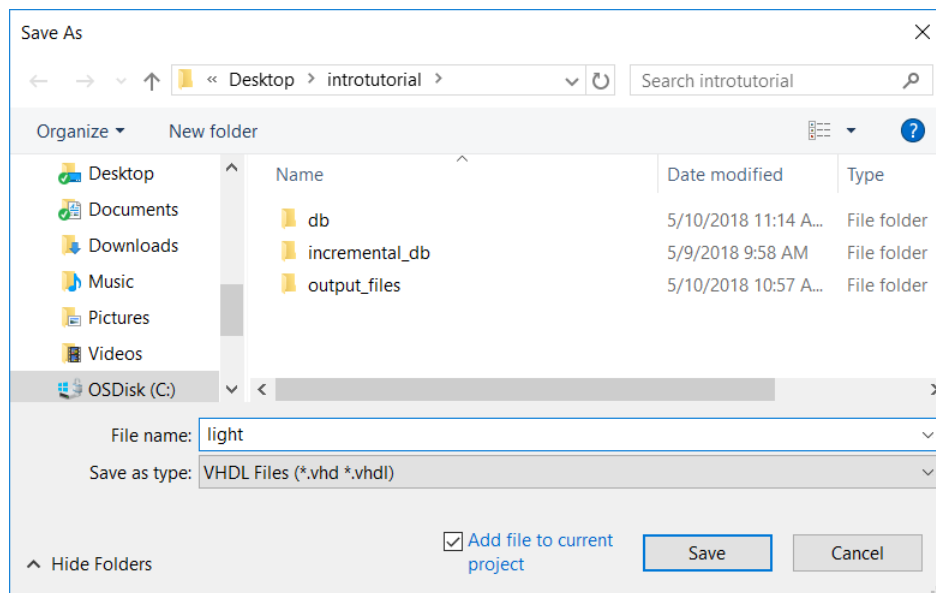 Save As
« Desktop > introtutorial >
Search introtutorial
Organize
New folder
Name
Date modified
Type
Desktop
Documents
Downloads
Music
Pictures
Videos
OSDisk (C:)
db 5/10/2018 11:14 A... File folder
incremental_db 5/9/2018 9:58 AM File folder
output_files 5/10/2018 10:57 A... File folder
File name: light
Save as type: VHDL Files (*.vhd *.vhdl)
Add file to current
project
Save
Cancel
Hide Folders